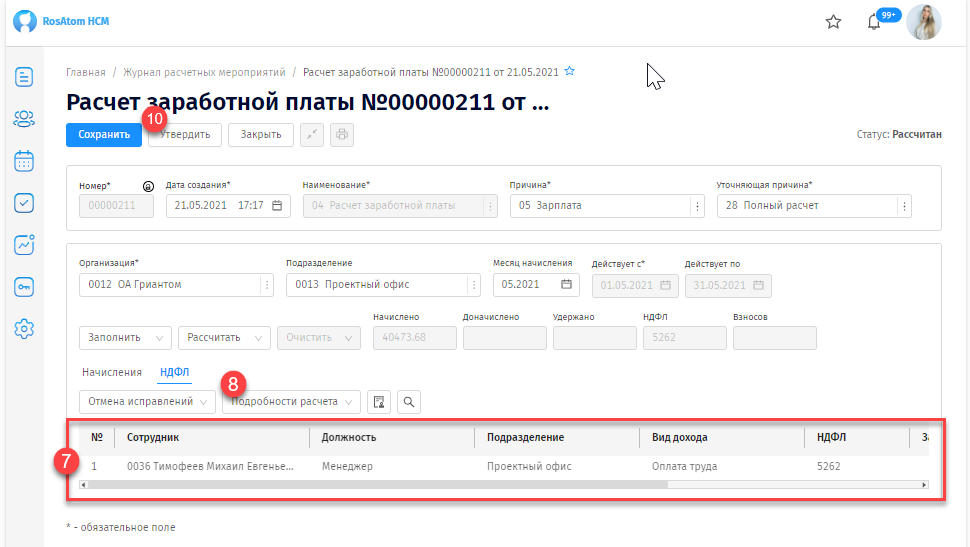 RosAtom HCM
99+
Главная / Журнал расчетных мероприятий / Расчет заработной платы №00000211 от 21.05.2021
Расчет заработной платы №00000211 от ...
10
Сохранить Утвердить Закрыть Статус: Рассчитан
Номер* Дата создания* Наименование* Причина* Уточняющая причина*
00000211 21.05.2021 17:17 04 Расчет заработной платы 05 Зарплата 28 Полный расчет
Организация* Подразделение Месяц начисления Действует с* Действует по
0012 ОА Гриантом 0013 Проектный офис 05.2021 01.05.2021 31.05.2021
Начислено Доначислено Удержано НДФЛ Взносов
Заполнить Рассчитать Очистить 40473.68 5262
Начисления НДФЛ
8
Отмена исправлений Подробности расчета
№ Сотрудник Должность Подразделение Вид дохода НДФЛ За
7
1 0036 Тимофеев Михаил Евгенье... Менеджер Проектный офис Оплата труда 5262
* - обязательное поле